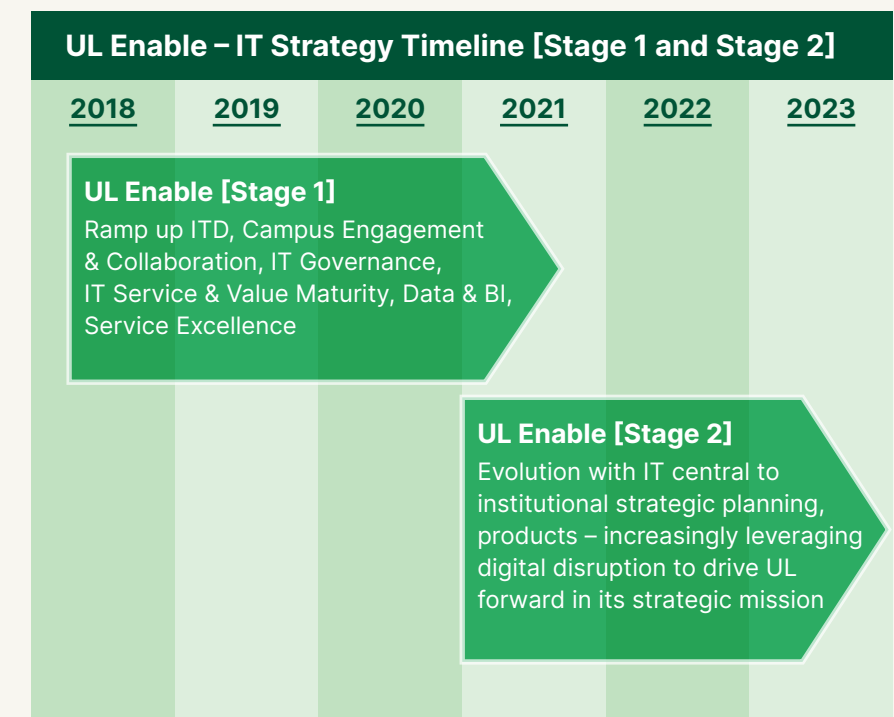 UL Enable – IT Strategy Timeline [Stage 1 and Stage 2]
2018 2019 2020 2021 2022 2023
UL Enable [Stage 1]
Ramp up ITD, Campus Engagement
& Collaboration, IT Governance,
IT Service & Value Maturity, Data & BI,
Service Excellence
UL Enable [Stage 2]
Evolution with IT central to
institutional strategic planning,
products – increasingly leveraging
digital disruption to drive UL
forward in its strategic mission